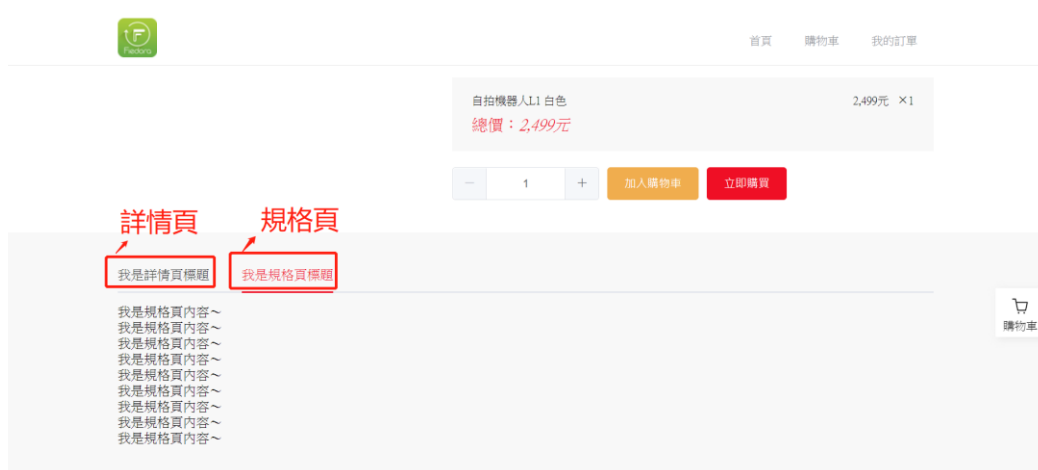 Fiedora
首頁 購物車 我的訂單
自拍機器人L1 白色 2,499元 ×1
總價：2,499元
— 1 + 加入購物車 立即購買
詳情頁 規格頁
我是詳情頁標題 我是規格頁標題
我是規格頁內容～
我是規格頁內容～
我是規格頁內容～
我是規格頁內容～
我是規格頁內容～
我是規格頁內容～
我是規格頁內容～
我是規格頁內容～
我是規格頁內容～
購物車